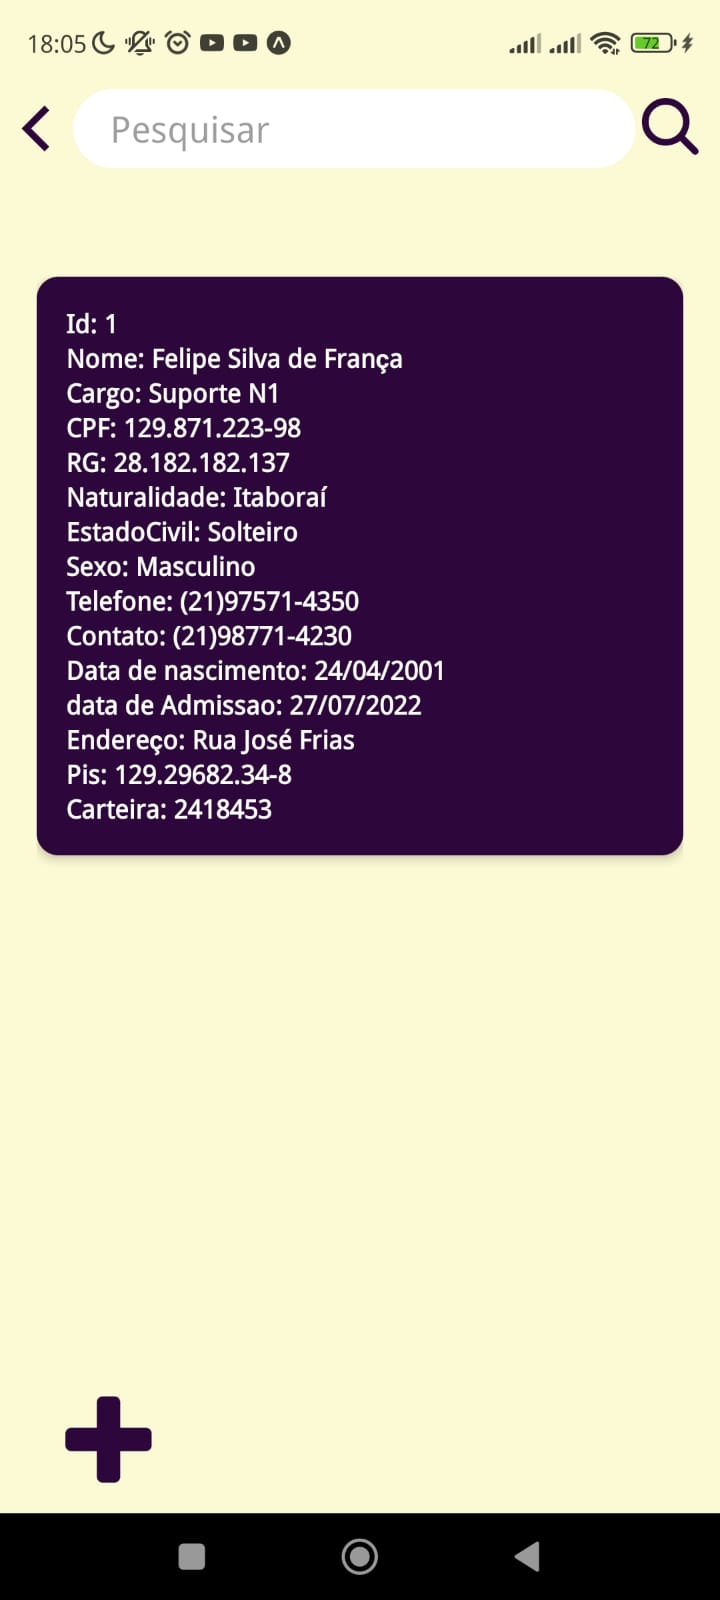 18:05
72
Pesquisar
Id: 1
Nome: Felipe Silva de França
Cargo: Suporte N1
CPF: 129.871.223-98
RG: 28.182.182.137
Naturalidade: Itaboraí
EstadoCivil: Solteiro
Sexo: Masculino
Telefone: (21)97571-4350
Contato: (21)98771-4230
Data de nascimento: 24/04/2001
data de Admissao: 27/07/2022
Endereço: Rua José Frias
Pis: 129.29682.34-8
Carteira: 2418453